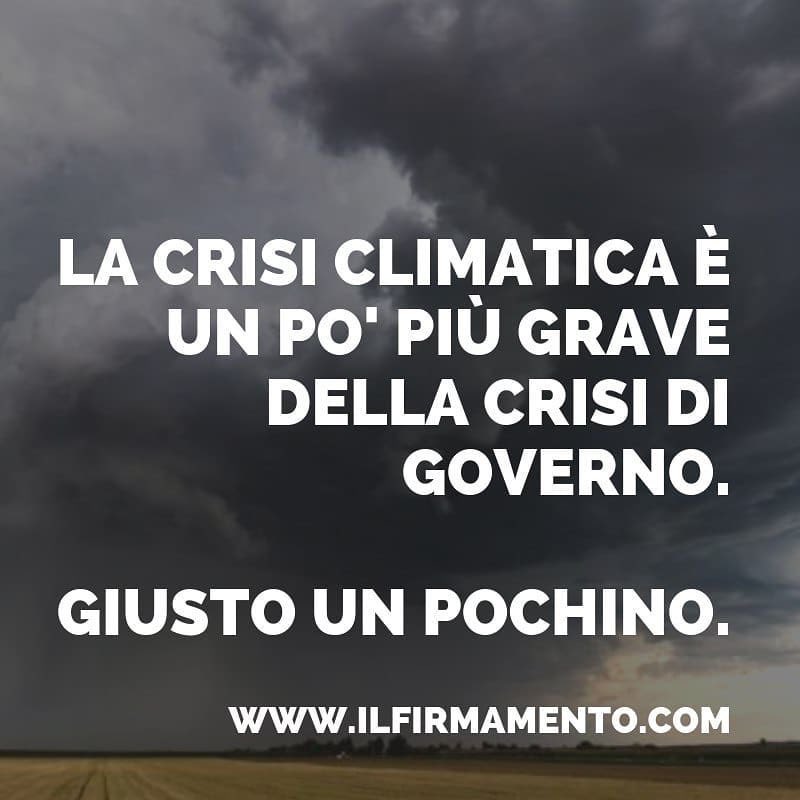 LA CRISI CLIMATICA È
UN PO' PIÙ GRAVE
DELLA CRISI DI
GOVERNO.
GIUSTO UN POCHINO.
WWW.ILFIRMAMENTO.COM